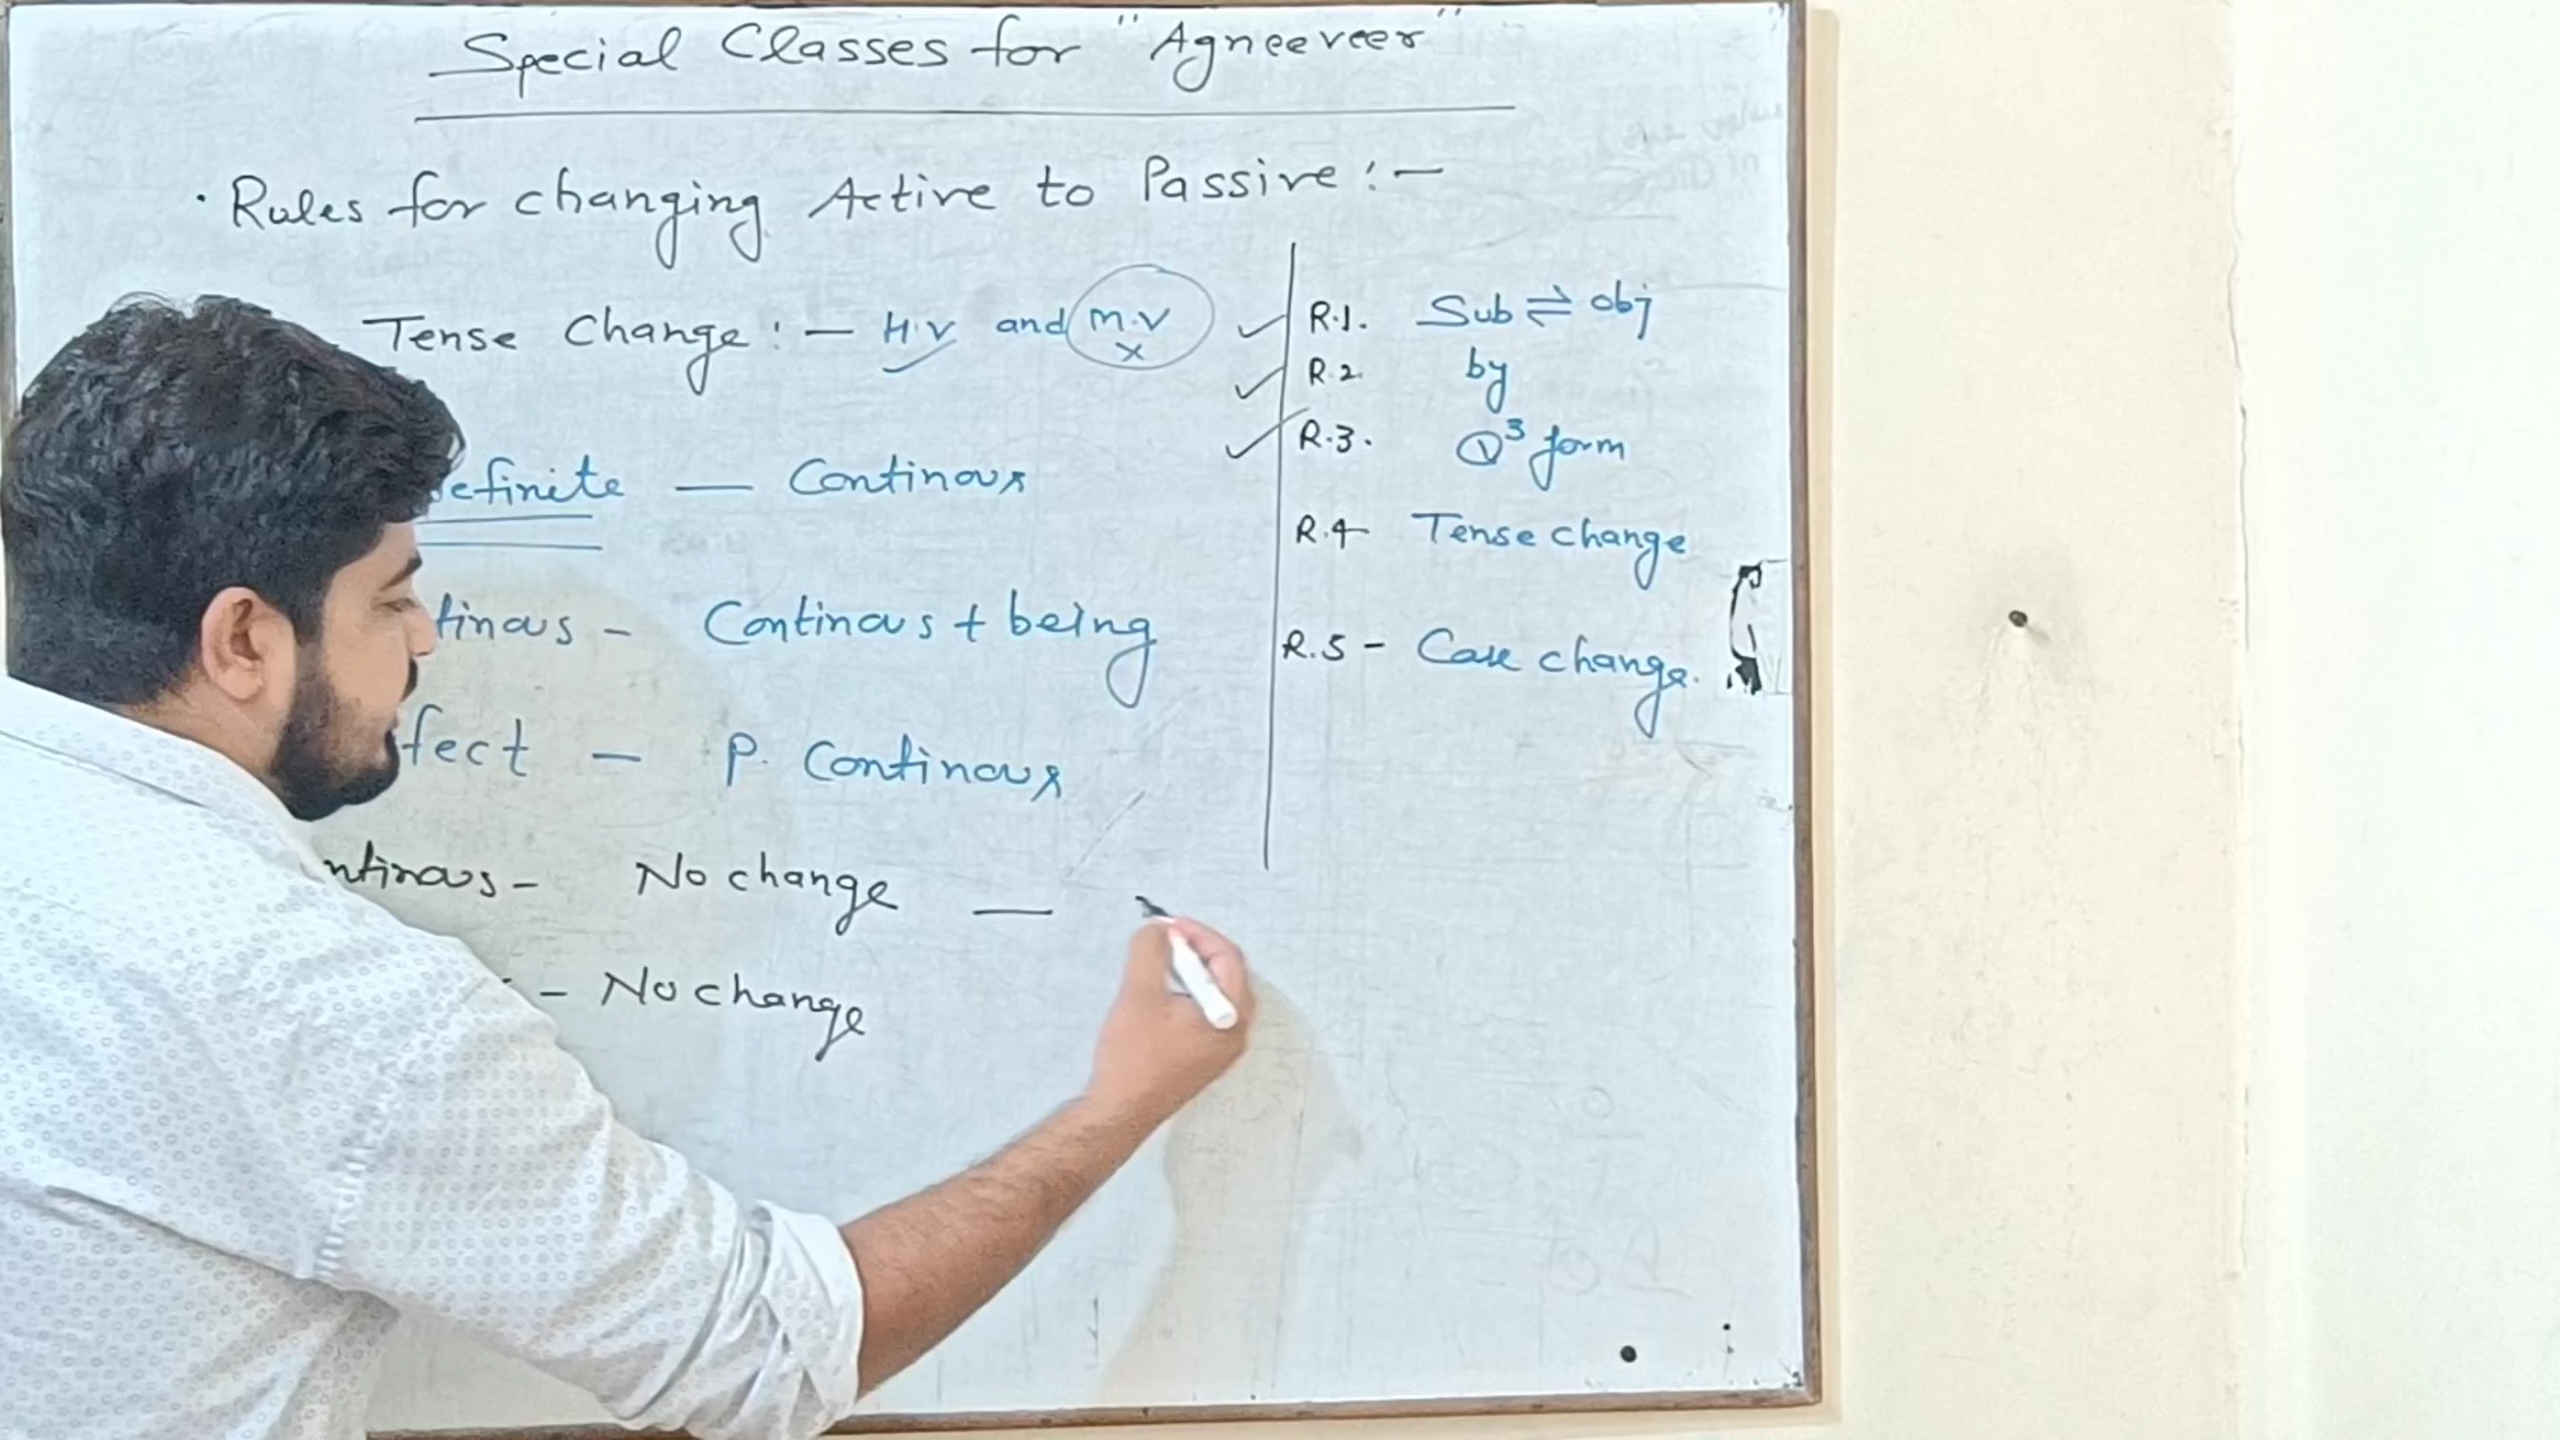 Special Classes for "Agneeveer"
· Rules for changing Active to Passive :-
Tense Change :- H.V and M.V
x
efinite — Continous
tinous - Continous + being
fect - P. Continous
ntinous - No change —
- No change
R.1. Sub ⇌ obj
R.2. by
R.3. V³ form
R.4 Tense change
R.5 - Case change.